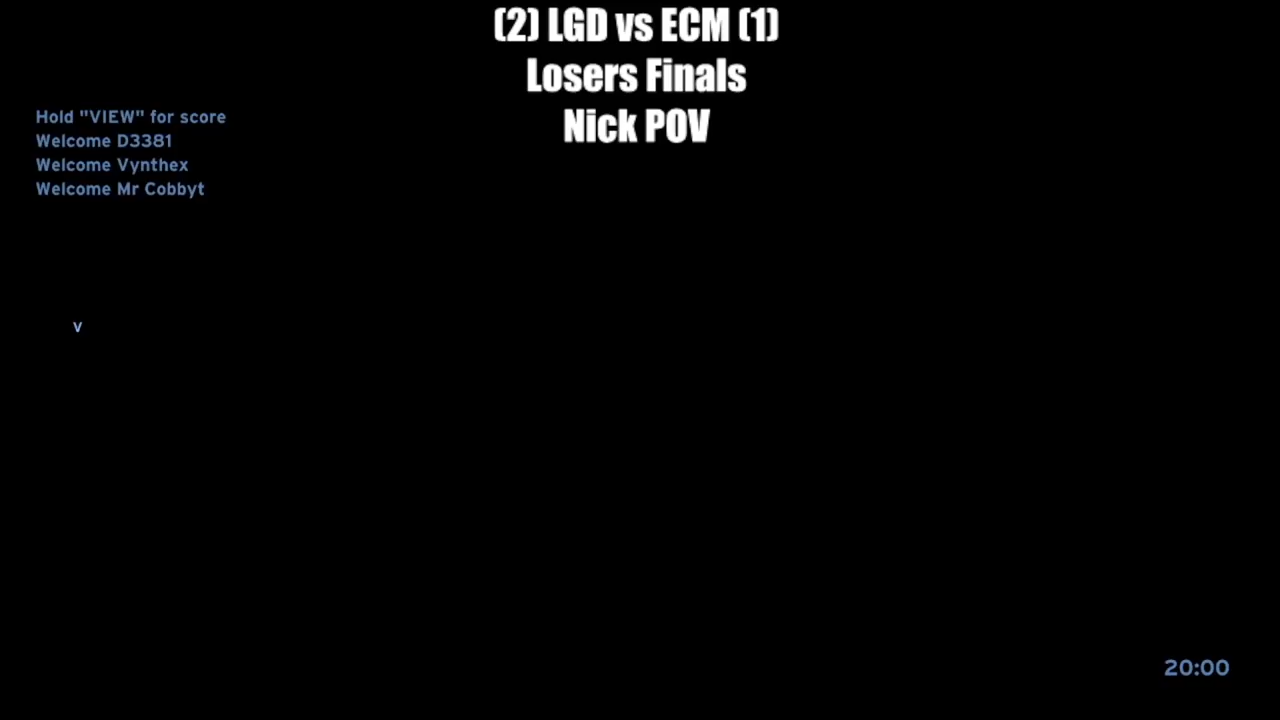 (2) LGD vs ECM (1)
Losers Finals
Nick POV
Hold "VIEW" for score
Welcome D3381
Welcome Vynthex
Welcome Mr Cobbyt
v
20:00